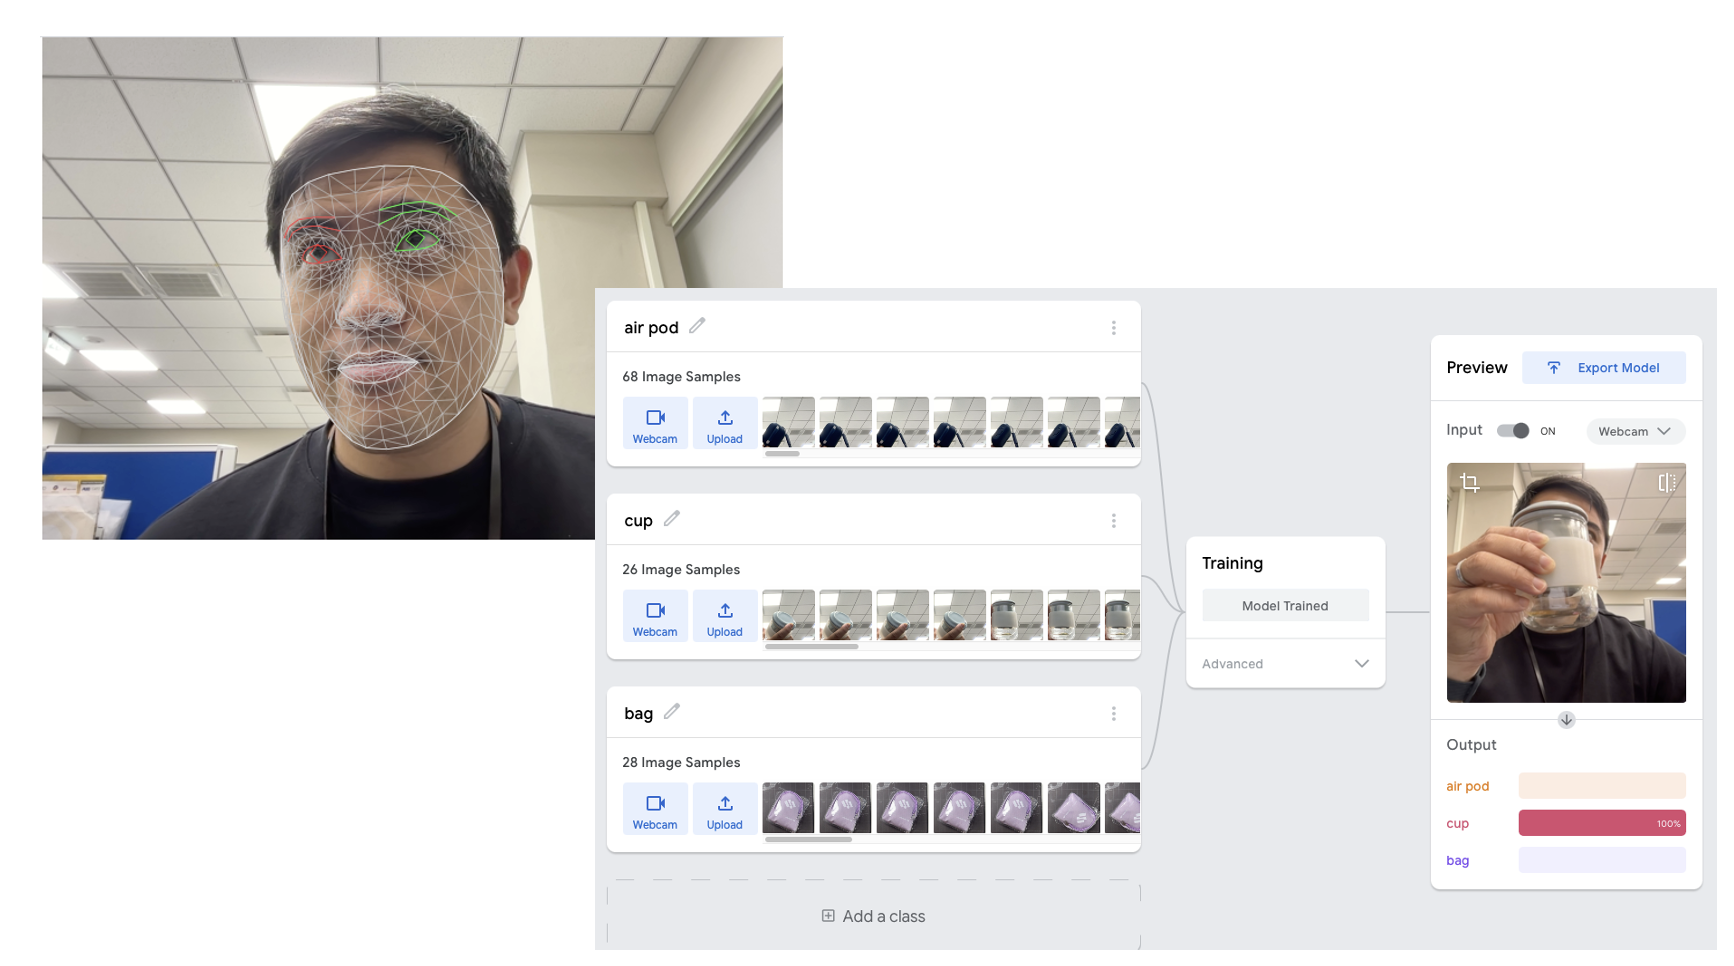 air pod
68 Image Samples
Webcam
Upload
cup
26 Image Samples
Webcam
Upload
bag
28 Image Samples
Webcam
Upload
Add a class
Training
Model Trained
Advanced
Preview
Export Model
Input
ON
Webcam
Output
air pod
cup
100%
bag